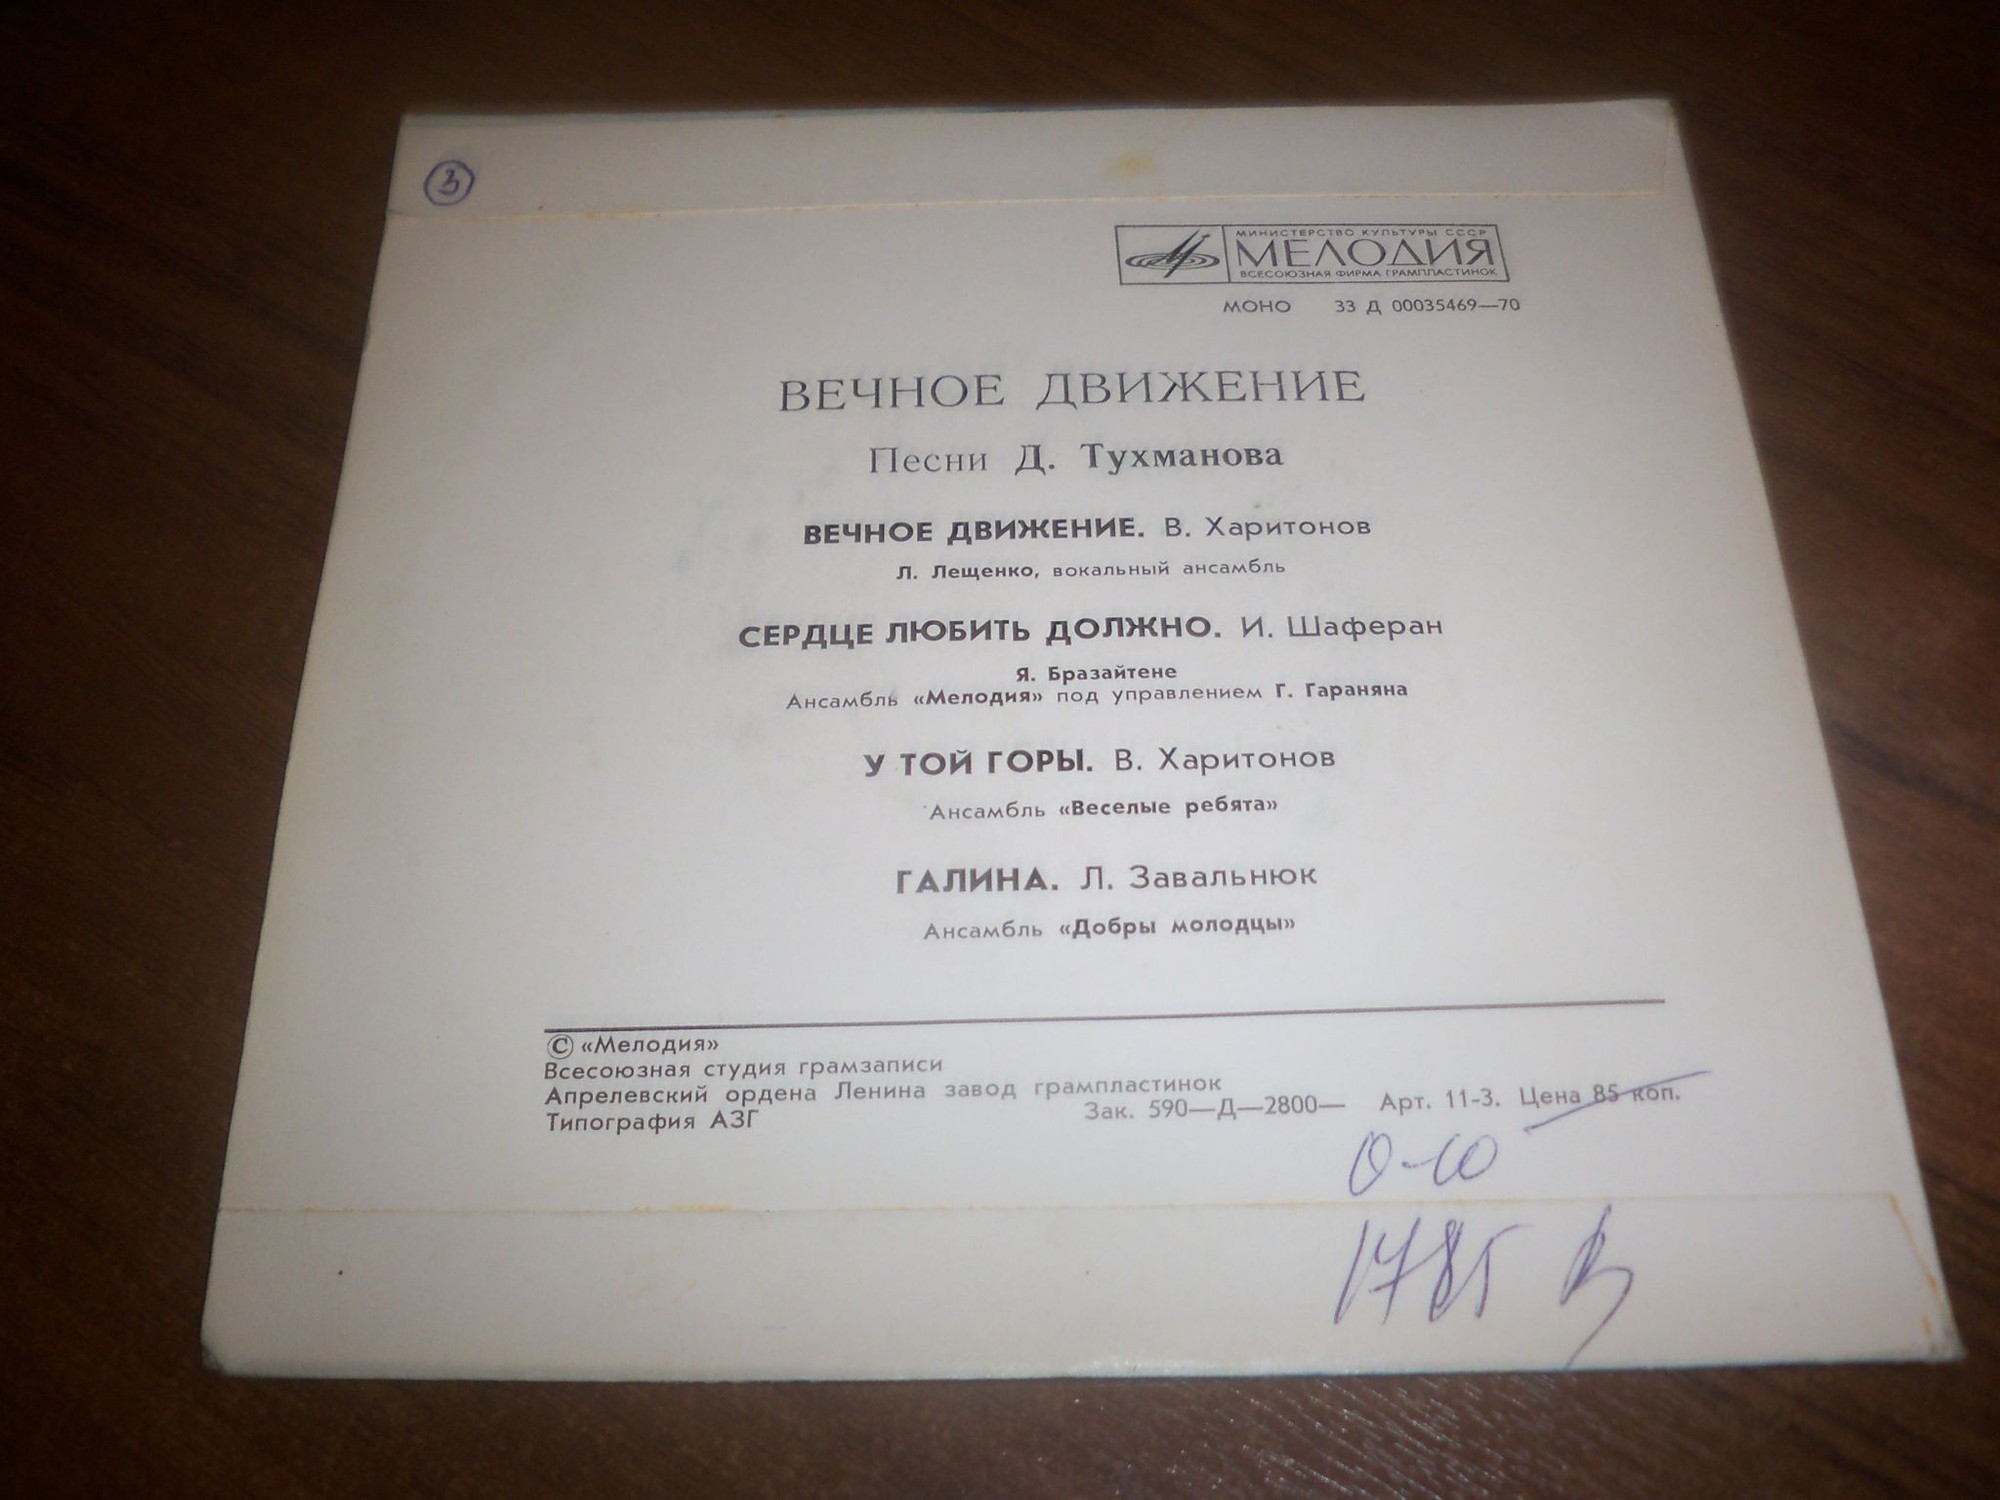 3
МИНИСТЕРСТВО КУЛЬТУРЫ СССР
МЕЛОДИЯ
ВСЕСОЮЗНАЯ ФИРМА ГРАМПЛАСТИНОК
МОНО 33 Д 00035469—70
ВЕЧНОЕ ДВИЖЕНИЕ
Песни Д. Тухманова
ВЕЧНОЕ ДВИЖЕНИЕ. В. Харитонов
Л. Лещенко, вокальный ансамбль
СЕРДЦЕ ЛЮБИТЬ ДОЛЖНО. И. Шаферан
Я. Бразайтене
Ансамбль «Мелодия» под управлением Г. Гараняна
У ТОЙ ГОРЫ. В. Харитонов
Ансамбль «Веселые ребята»
ГАЛИНА. Л. Завальнюк
Ансамбль «Добры молодцы»
© «Мелодия»
Всесоюзная студия грамзаписи
Апрелевский ордена Ленина завод грампластинок
Типография АЗГ Зак. 590—Д—2800— Арт. 11-3. Цена 85 коп.
0-10